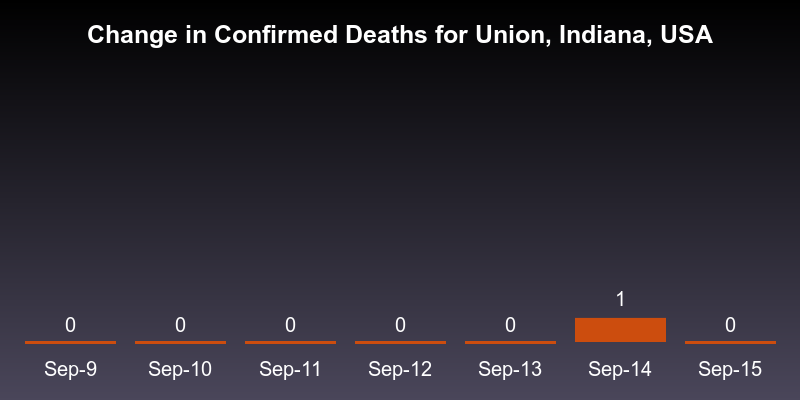 Change in Confirmed Deaths for Union, Indiana, USA
1
0 0 0 0 0 0
Sep-9 Sep-10 Sep-11 Sep-12 Sep-13 Sep-14 Sep-15